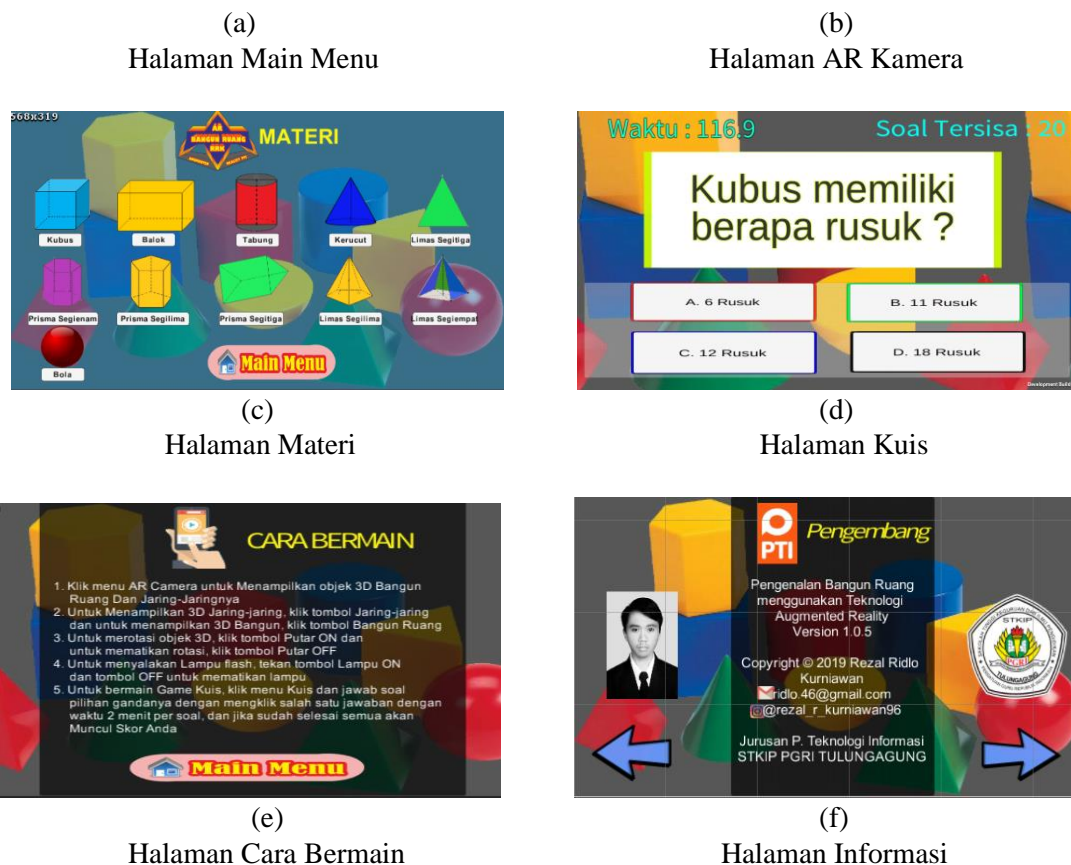 (a)
Halaman Main Menu
(b)
Halaman AR Kamera
568x319
AR
BANGUN RUANG
MATERI
Kubus
Balok
Tabung
Kerucut
Limas Segitiga
Prisma Segienam
Prisma Segilima
Prisma Segitiga
Limas Segilima
Limas Segiempat
Bola
Main Menu
(c)
Halaman Materi
Waktu : 116.9
Soal Tersisa : 20
Kubus memiliki
berapa rusuk ?
A. 6 Rusuk
B. 11 Rusuk
C. 12 Rusuk
D. 18 Rusuk
Development Build
(d)
Halaman Kuis
CARA BERMAIN
1. Klik menu AR Camera untuk Menampilkan objek 3D Bangun
Ruang Dan Jaring-Jaringnya
2. Untuk Menampilkan 3D Jaring-jaring, klik tombol Jaring-jaring
dan untuk menampilkan 3D Bangun, klik tombol Bangun Ruang
3. Untuk merotasi objek 3D, klik tombol Putar ON dan
untuk mematikan rotasi, klik tombol Putar OFF
4. Untuk menyalakan Lampu flash, tekan tombol Lampu ON
dan tombol OFF untuk mematikan lampu
5. Untuk bermain Game Kuis, klik menu Kuis dan jawab soal
pilihan gandanya dengan mengklik salah satu jawaban dengan
waktu 2 menit per soal, dan jika sudah selesai semua akan
Muncul Skor Anda
Main Menu
(e)
Halaman Cara Bermain
PTI
Pengembang
Pengenalan Bangun Ruang
menggunakan Teknologi
Augmented Reality
Version 1.0.5
Copyright © 2019 Rezal Ridlo
Kurniawan
ridlo.46@gmail.com
@rezal_r_kurniawan96
Jurusan P. Teknologi Informasi
STKIP PGRI TULUNGAGUNG
STKIP
PGRI
TULUNGAGUNG
(f)
Halaman Informasi